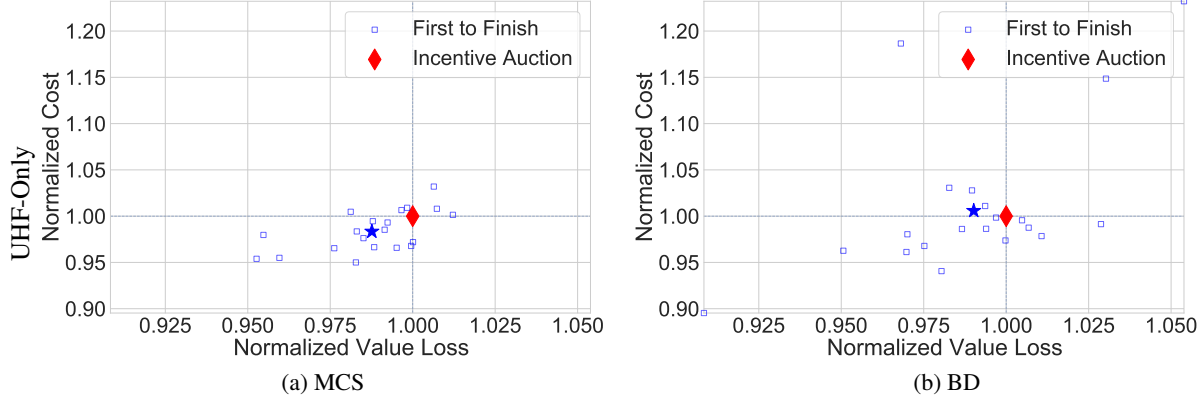 UHF-Only
Normalized Cost
1.20
1.15
1.10
1.05
1.00
0.95
0.90
First to Finish
Incentive Auction
0.925
0.950
0.975
1.000
1.025
1.050
Normalized Value Loss
(a) MCS
Normalized Cost
1.20
1.15
1.10
1.05
1.00
0.95
0.90
First to Finish
Incentive Auction
0.925
0.950
0.975
1.000
1.025
1.050
Normalized Value Loss
(b) BD